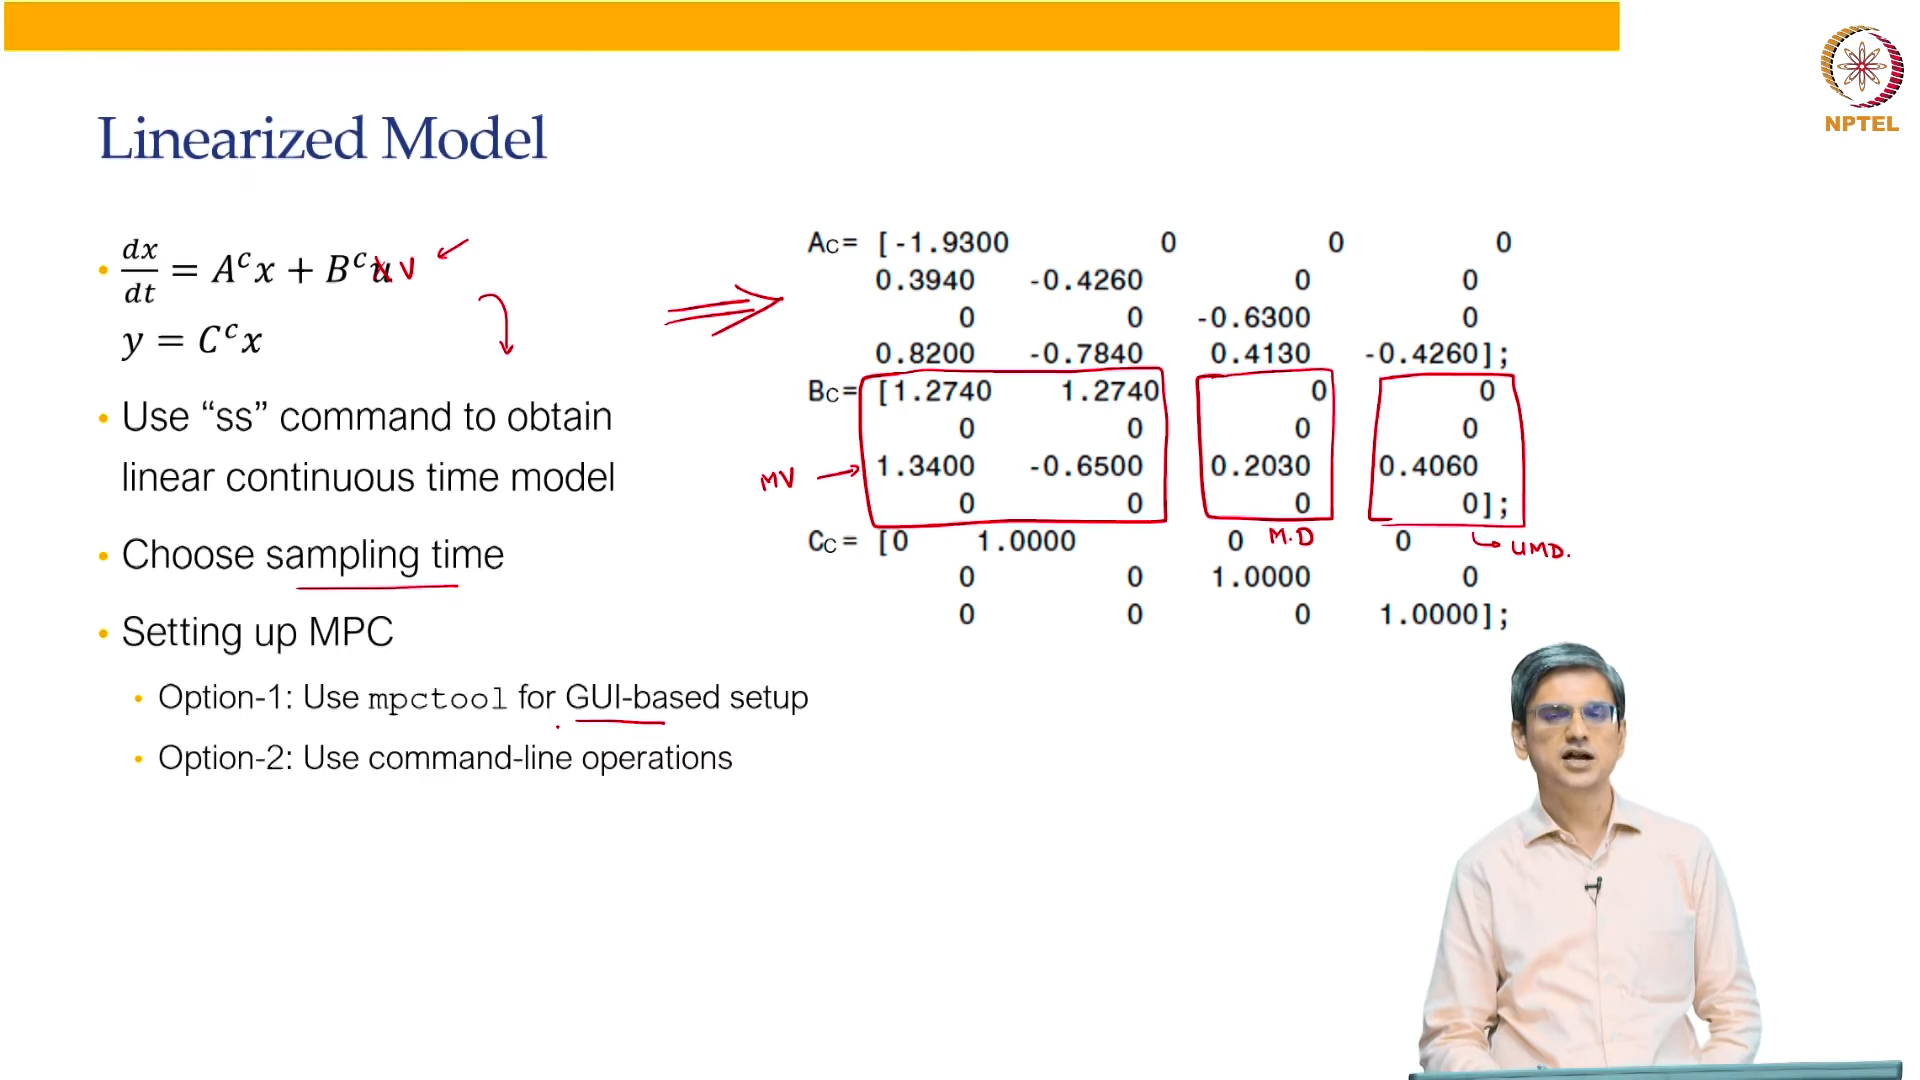 NPTEL
Linearized Model
• dx/dt = A^c x + B^c u V
y = C^c x
• Use “ss” command to obtain
linear continuous time model
• Choose sampling time
• Setting up MPC
• Option-1: Use mpctool for GUI-based setup
• Option-2: Use command-line operations
Ac= [-1.9300 0 0 0
0.3940 -0.4260 0 0
0 0 -0.6300 0
0.8200 -0.7840 0.4130 -0.4260];
Bc= [1.2740 1.2740 0 0
0 0 0 0
MV 1.3400 -0.6500 0.2030 0.4060
0 0 0 0];
Cc= [0 1.0000 0 0
M.D UMD.
0 0 1.0000 0
0 0 0 1.0000];